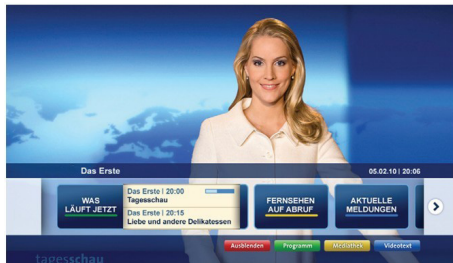 Das Erste
05.02.10 | 20:06
WAS
LÄUFT JETZT
Das Erste | 20:00
Tagesschau
Das Erste | 20:15
Liebe und andere Delikatessen
FERNSEHEN
AUF ABRUF
AKTUELLE
MELDUNGEN
Ausblenden
Programm
Mediathek
Videotext
tagesschau